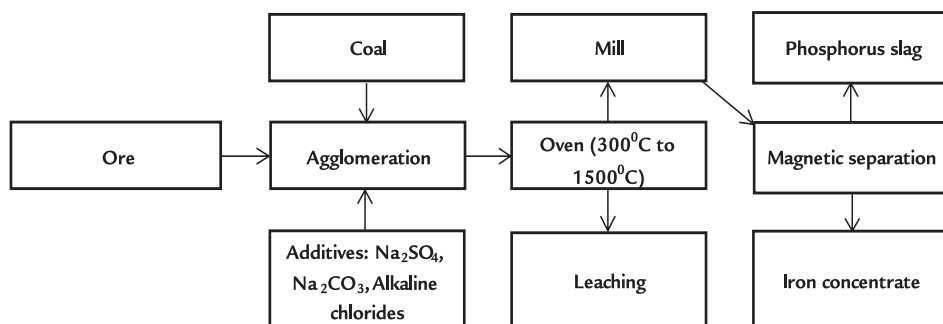 Coal
Mill
Phosphorus slag
Ore
Agglomeration
Oven (300⁰C to
1500⁰C)
Magnetic separation
Additives: Na₂SO₄,
Na₂CO₃, Alkaline
chlorides
Leaching
Iron concentrate